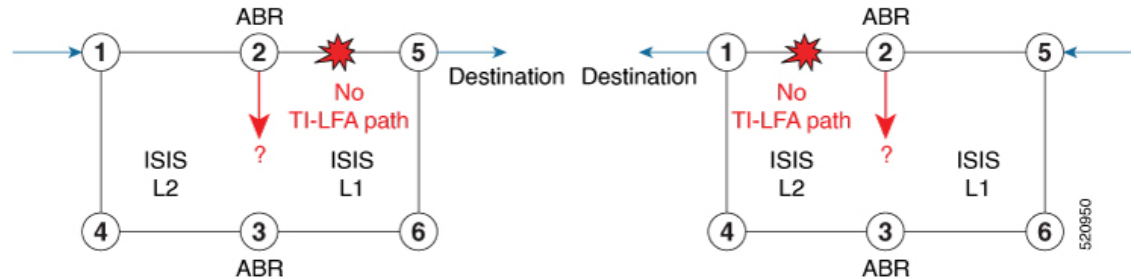 ABR
1
2
5
Destination
No
TI-LFA path
?
ISIS
L2
ISIS
L1
4
3
6
ABR
ABR
1
2
5
Destination
No
TI-LFA path
?
ISIS
L2
ISIS
L1
4
3
6
ABR
520950